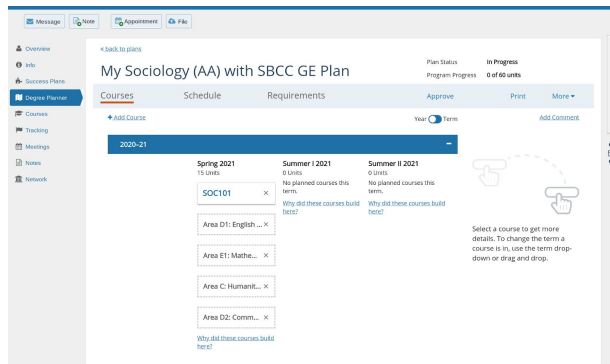 Message
Note
Appointment
File
Overview
Info
Success Plans
Degree Planner
Courses
Tracking
Meetings
Notes
Network
< back to plans
My Sociology (AA) with SBCC GE Plan
Plan Status In Progress
Program Progress 0 of 60 units
Courses Schedule Requirements Approve Print More
+ Add Course
Year Term
Add Comment
2020–21
Spring 2021
15 Units
SOC101 ×
Area D1: English ... ×
Area E1: Mathe... ×
Area C: Humanit... ×
Area D2: Comm... ×
Why did these courses build
here?
Summer I 2021
0 Units
No planned courses this
term.
Why did these courses build
here?
Summer II 2021
0 Units
No planned courses this
term.
Why did these courses build
here?
Select a course to get more
details. To change the term a
course is in, use the term drop-
down or drag and drop.